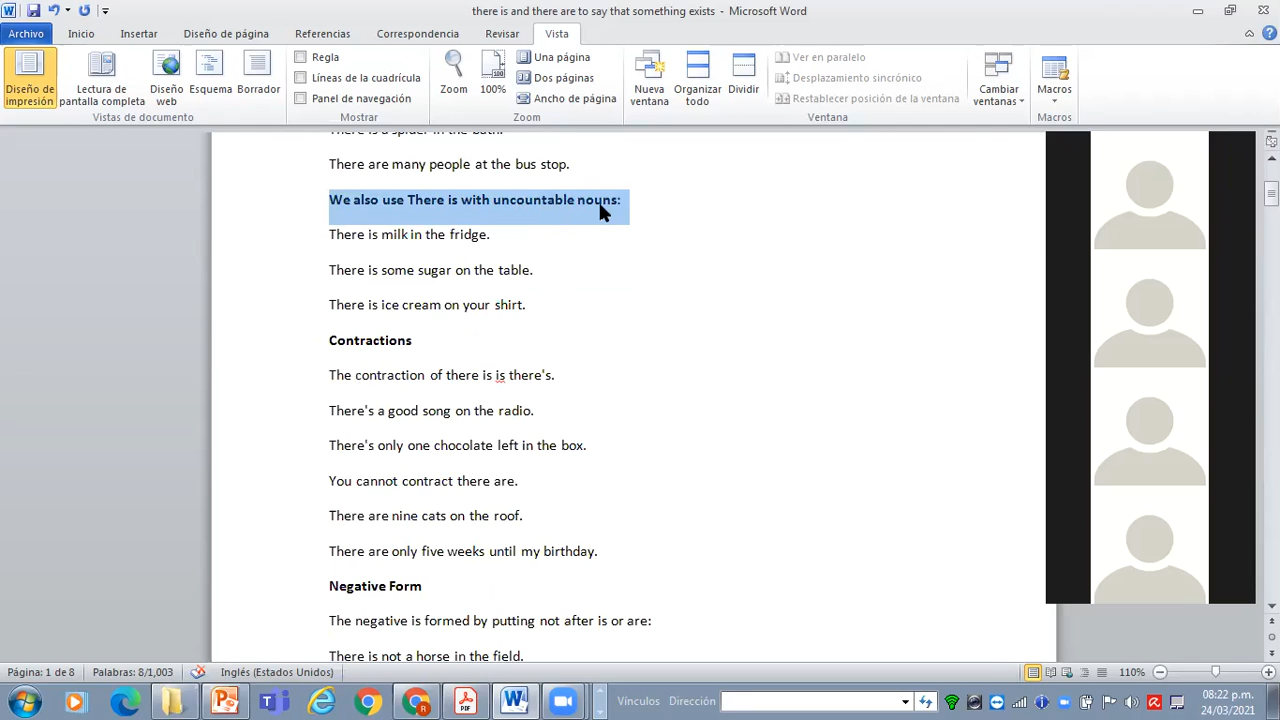 there is and there are to say that something exists - Microsoft Word
Archivo Inicio Insertar Diseño de página Referencias Correspondencia Revisar Vista
Diseño de impresión
Lectura de pantalla completa
Diseño web
Esquema
Borrador
Vistas de documento
Regla
Líneas de la cuadrícula
Panel de navegación
Mostrar
Zoom
100%
Una página
Dos páginas
Ancho de página
Zoom
Nueva ventana
Organizar todo
Dividir
Ver en paralelo
Desplazamiento sincrónico
Restablecer posición de la ventana
Ventana
Cambiar ventanas
Macros
Macros
There is a spider in the bath.
There are many people at the bus stop.
We also use There is with uncountable nouns:
There is milk in the fridge.
There is some sugar on the table.
There is ice cream on your shirt.
Contractions
The contraction of there is is there's.
There's a good song on the radio.
There's only one chocolate left in the box.
You cannot contract there are.
There are nine cats on the roof.
There are only five weeks until my birthday.
Negative Form
The negative is formed by putting not after is or are:
There is not a horse in the field.
Página: 1 de 8 Palabras: 8/1,003 Inglés (Estados Unidos) 110%
Vínculos Dirección 08:22 p.m.
24/03/2021